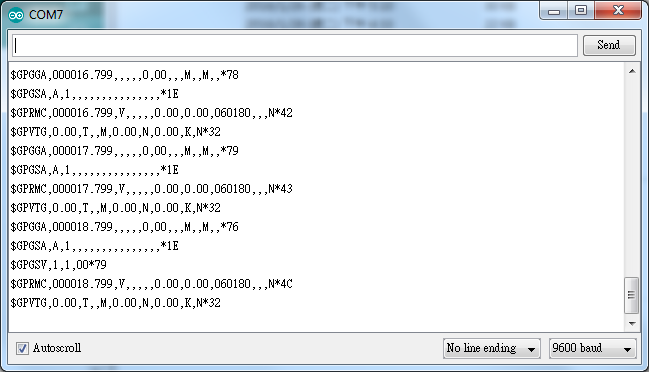 COM7
Send
$GPGGA,000016.799,,,,,0,00,,,M,,M,,*78
$GPGSA,A,1,,,,,,,,,,,,,,,*1E
$GPRMC,000016.799,V,,,,,0.00,0.00,060180,,,N*42
$GPVTG,0.00,T,,M,0.00,N,0.00,K,N*32
$GPGGA,000017.799,,,,,0,00,,,M,,M,,*79
$GPGSA,A,1,,,,,,,,,,,,,,,*1E
$GPRMC,000017.799,V,,,,,0.00,0.00,060180,,,N*43
$GPVTG,0.00,T,,M,0.00,N,0.00,K,N*32
$GPGGA,000018.799,,,,,0,00,,,M,,M,,*76
$GPGSA,A,1,,,,,,,,,,,,,,,*1E
$GPGSV,1,1,00*79
$GPRMC,000018.799,V,,,,,0.00,0.00,060180,,,N*4C
$GPVTG,0.00,T,,M,0.00,N,0.00,K,N*32
Autoscroll
No line ending
9600 baud